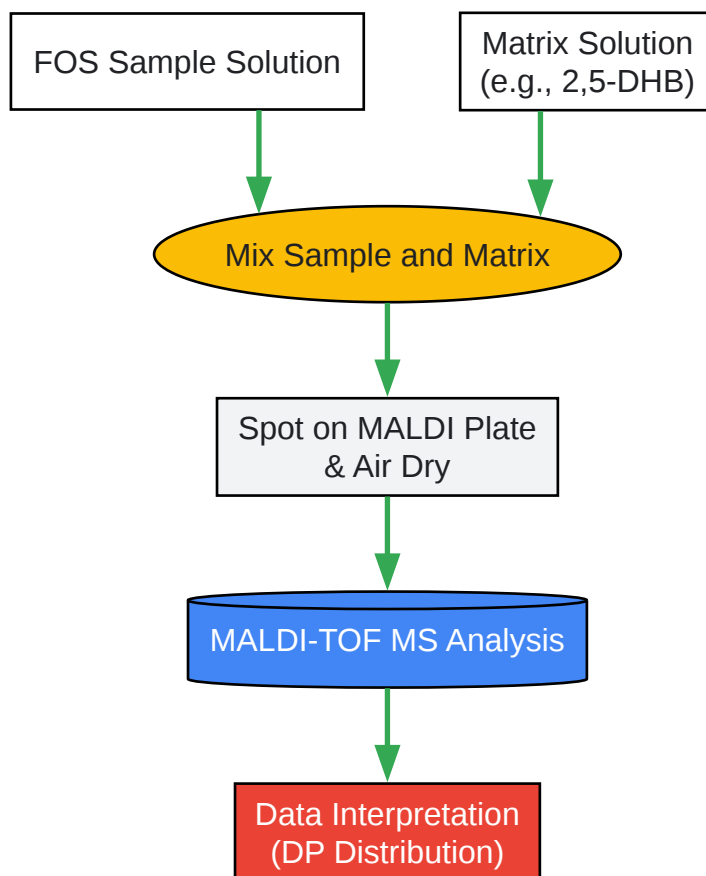 FOS Sample Solution
Matrix Solution
(e.g., 2,5-DHB)
Mix Sample and Matrix
Spot on MALDI Plate
& Air Dry
MALDI-TOF MS Analysis
Data Interpretation
(DP Distribution)